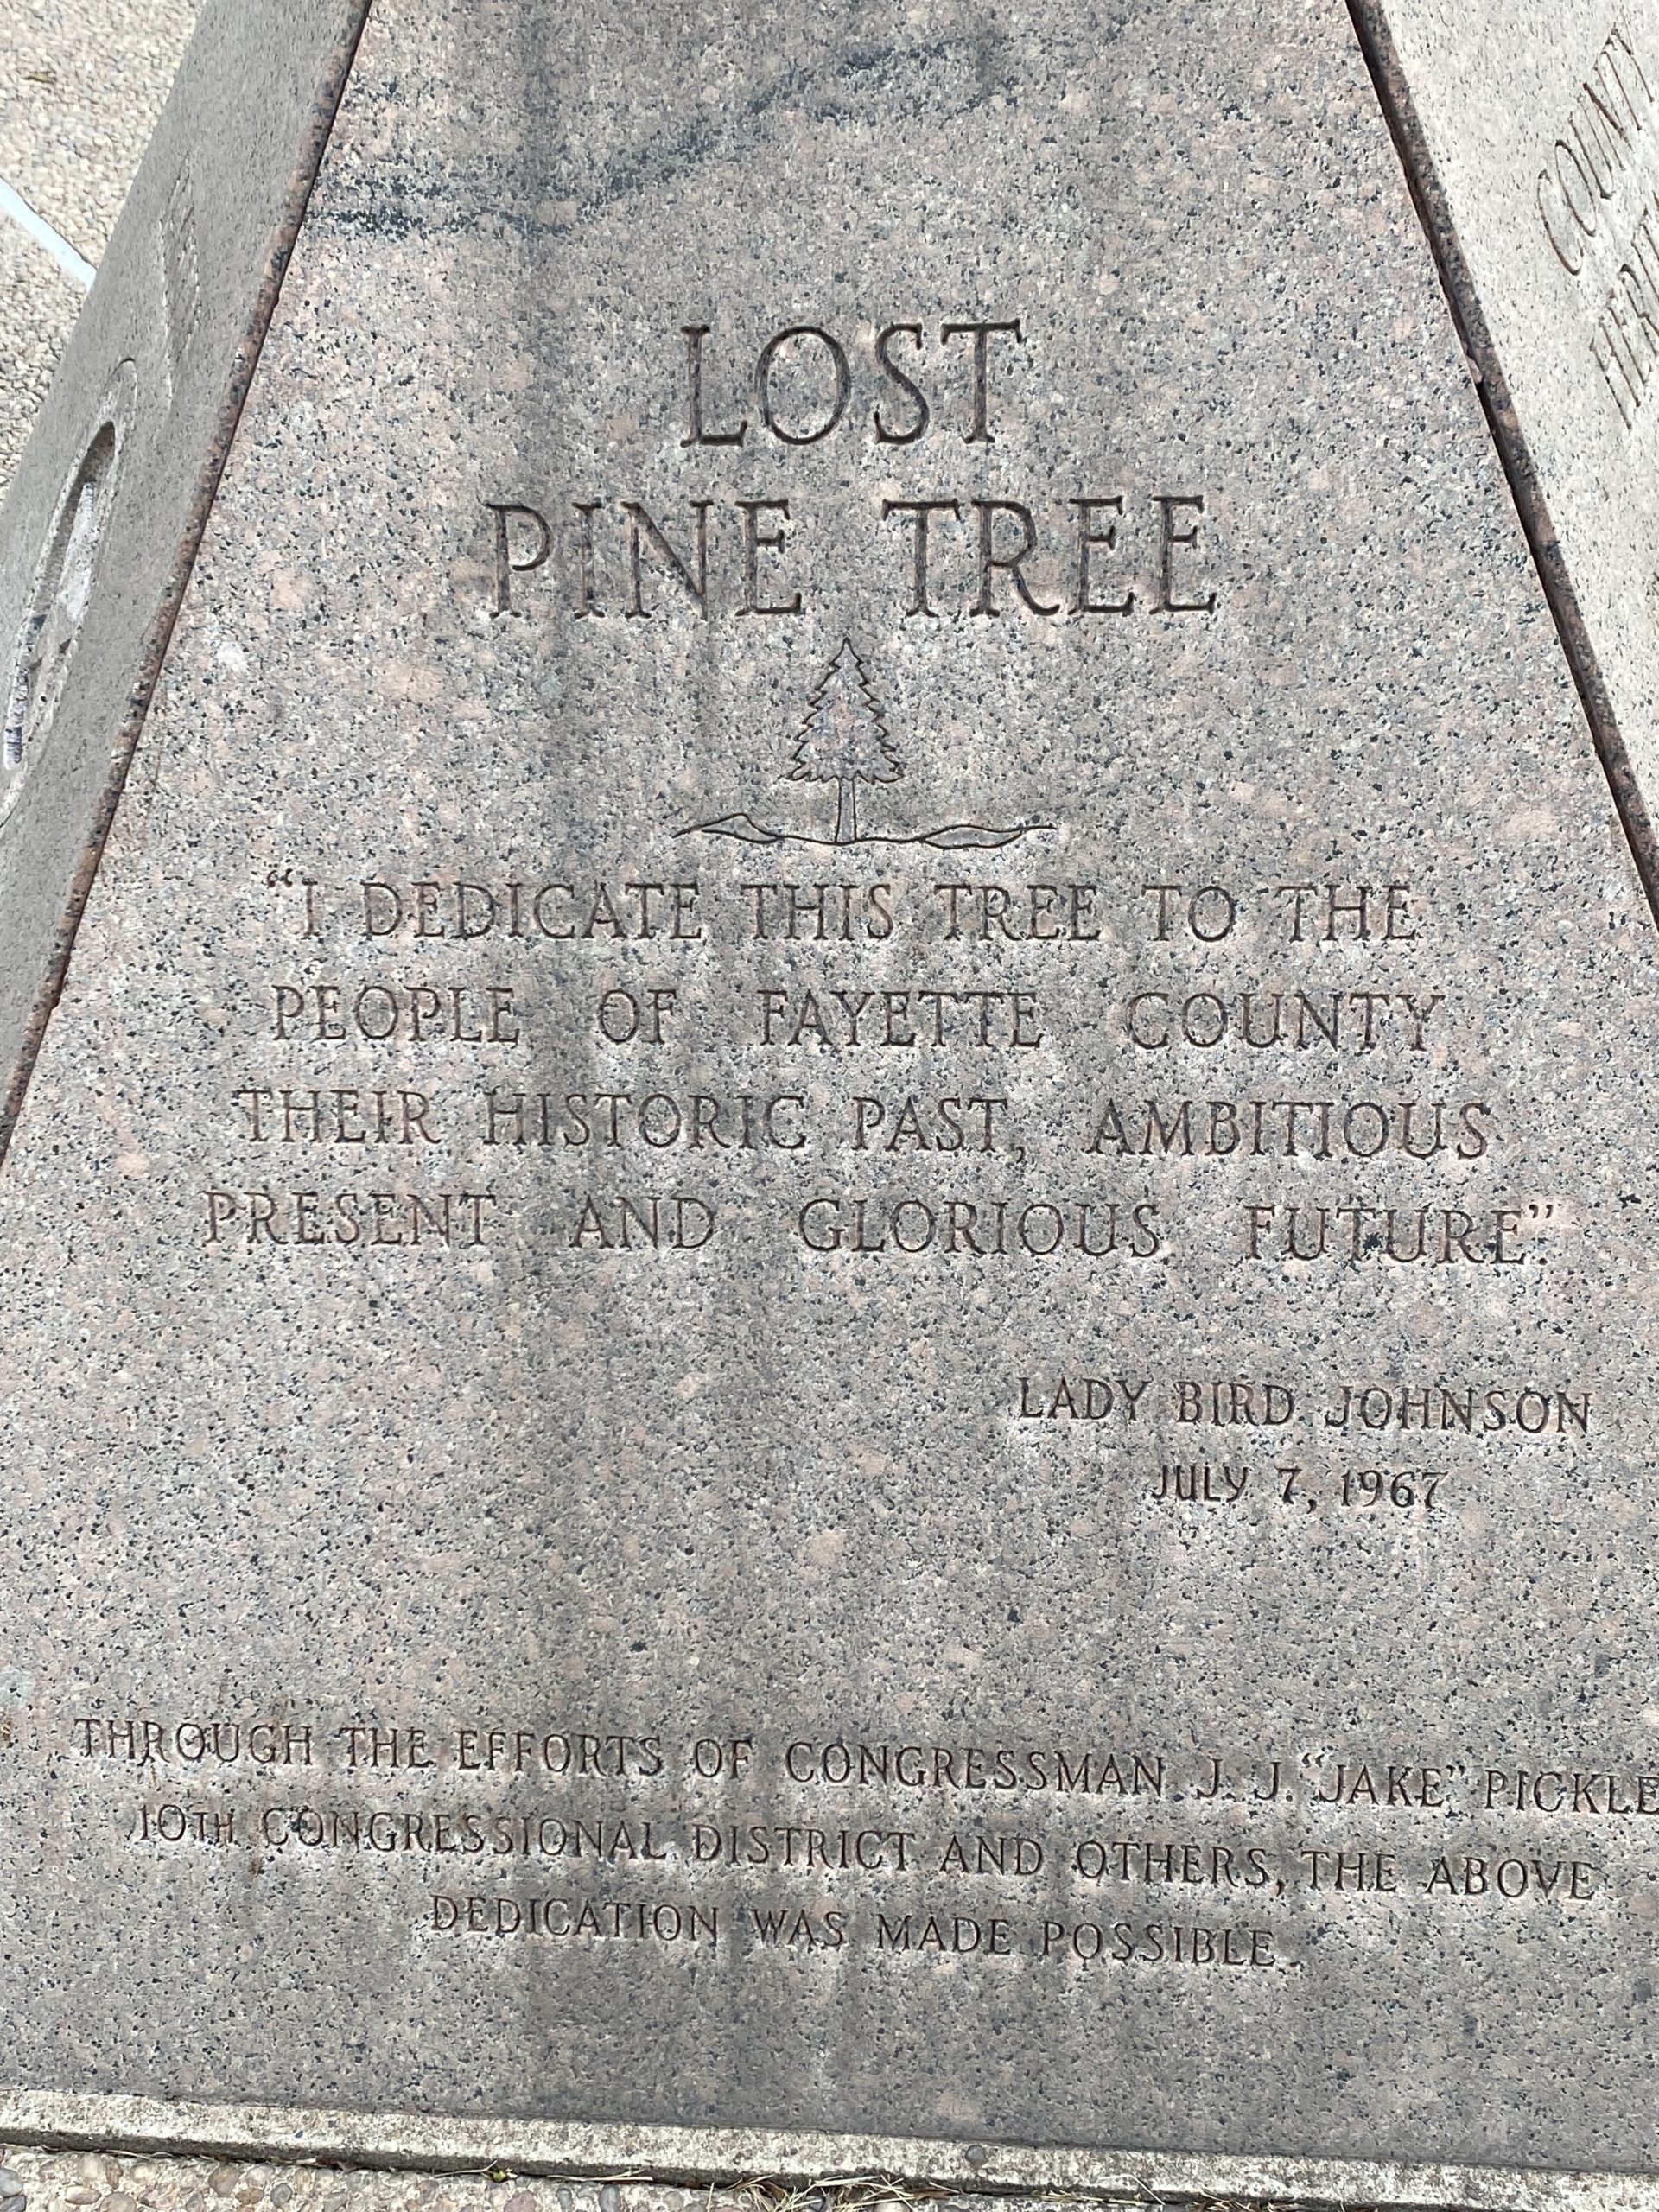 LOST
PINE TREE
“I DEDICATE THIS TREE TO THE
PEOPLE OF FAYETTE COUNTY
THEIR HISTORIC PAST, AMBITIOUS
PRESENT AND GLORIOUS FUTURE.”
LADY BIRD JOHNSON
JULY 7, 1967
THROUGH THE EFFORTS OF CONGRESSMAN J. J. “JAKE” PICKLE
10TH CONGRESSIONAL DISTRICT AND OTHERS, THE ABOVE
DEDICATION WAS MADE POSSIBLE.
COUNTY